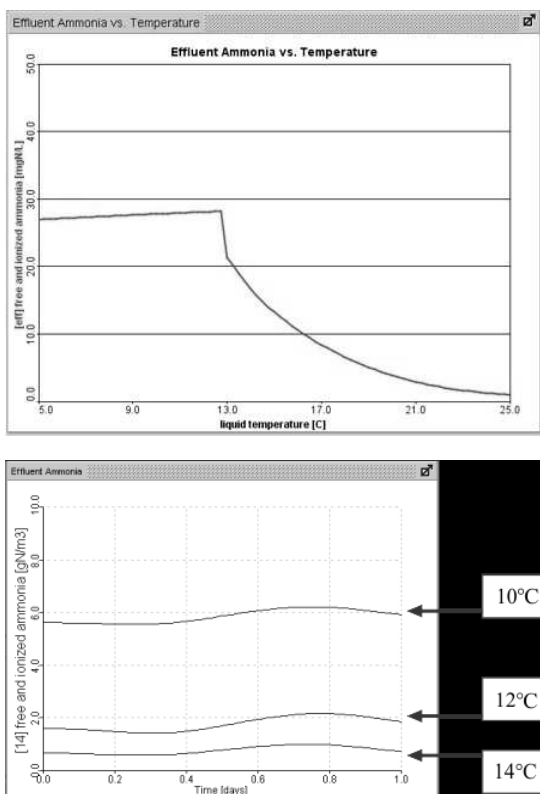 Effluent Ammonia vs. Temperature
Effluent Ammonia vs. Temperature
[eff] free and ionized ammonia [mgN/L]
50.0
40.0
30.0
20.0
10.0
0.0
5.0 9.0 13.0 17.0 21.0 25.0
liquid temperature [C]
Effluent Ammonia
[14] free and ionized ammonia [gN/m3]
10.0
8.0
6.0
4.0
2.0
0.0
0.0 0.2 0.4 0.6 0.8 1.0
Time [days]
10°C
12°C
14°C